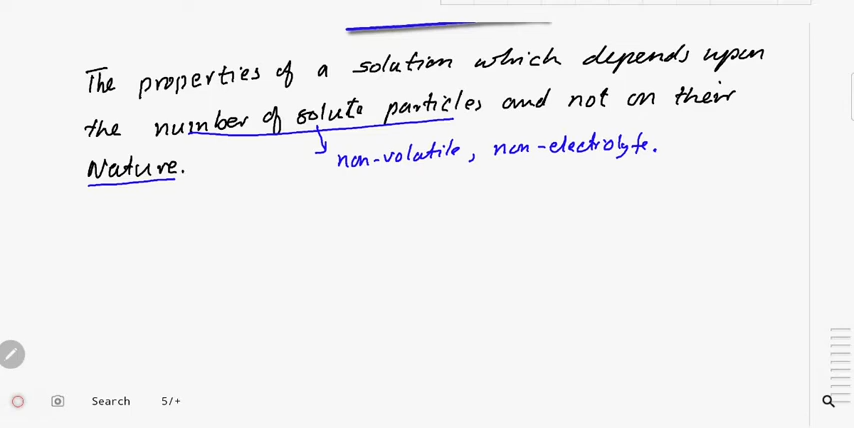 The properties of a solution which depends upon
the number of solute particles and not on their
Nature.
non-volatile, non-electrolyte.
Search 5/+